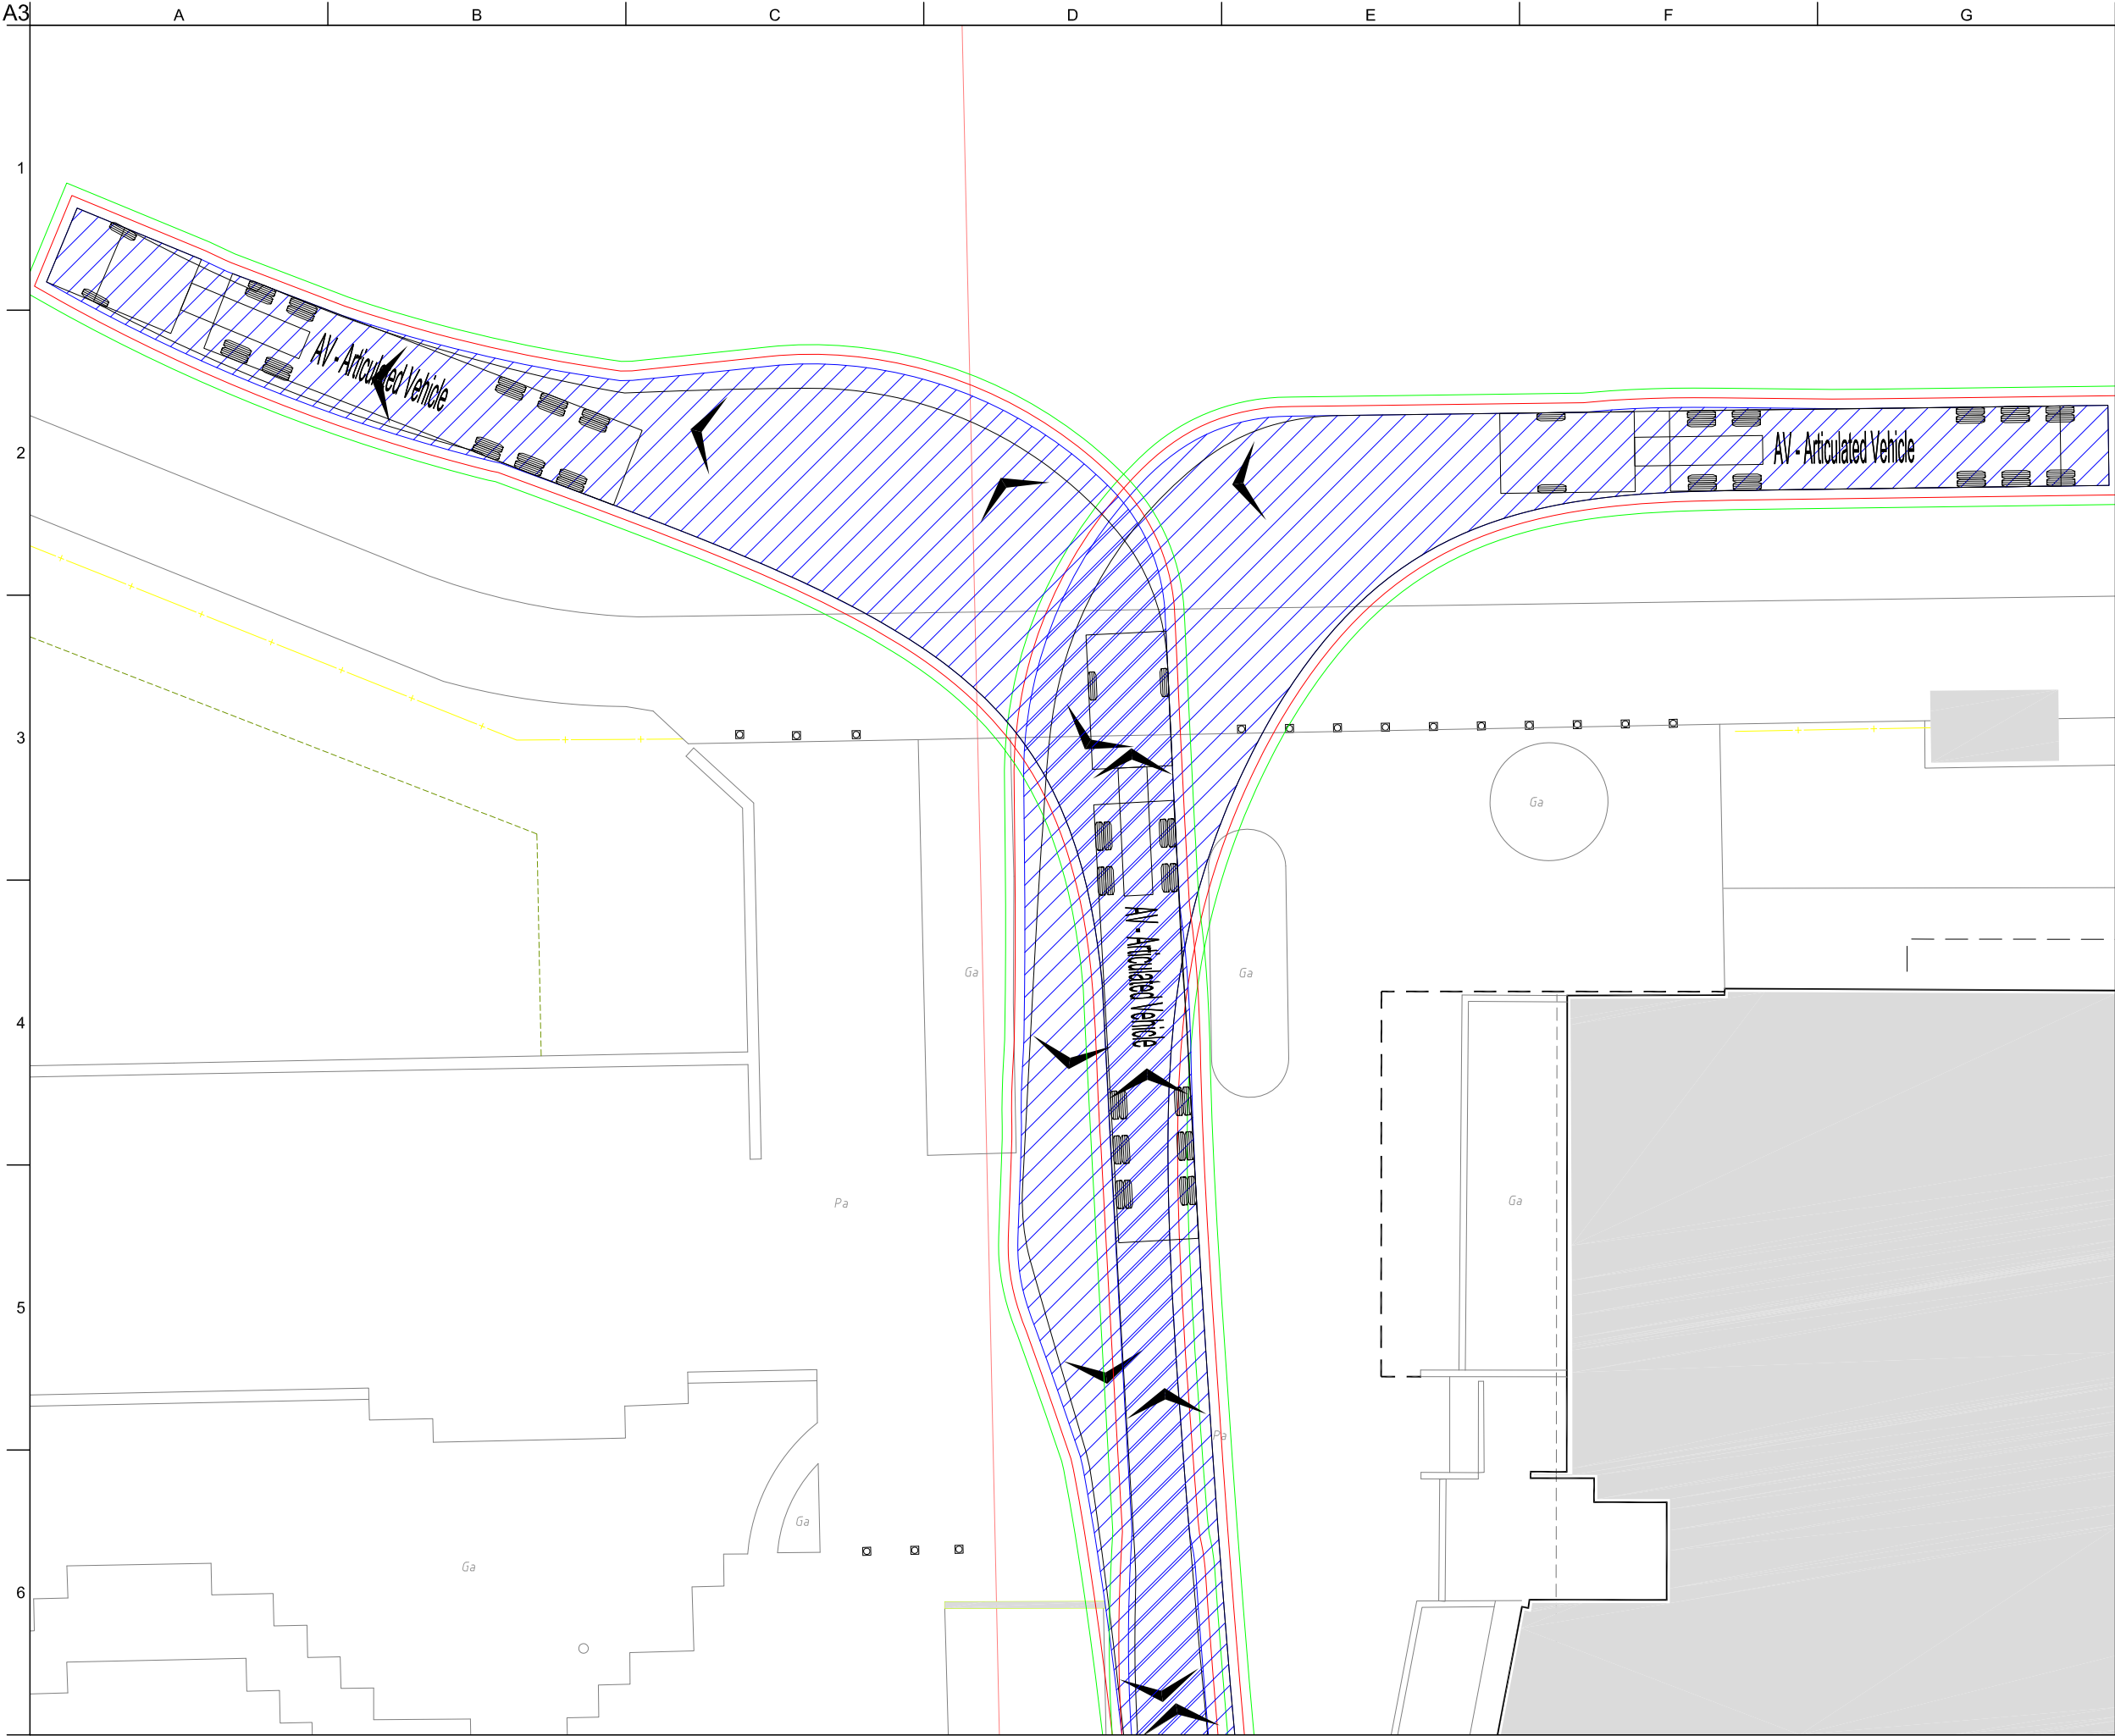 A3
A B C D E F G
1
AV - Articulated Vehicle
2
AV - Articulated Vehicle
3
Ga
AV - Articulated Vehicle
Ga
Ga
4
Pa
Ga
5
Pa
Ga
Ga
6